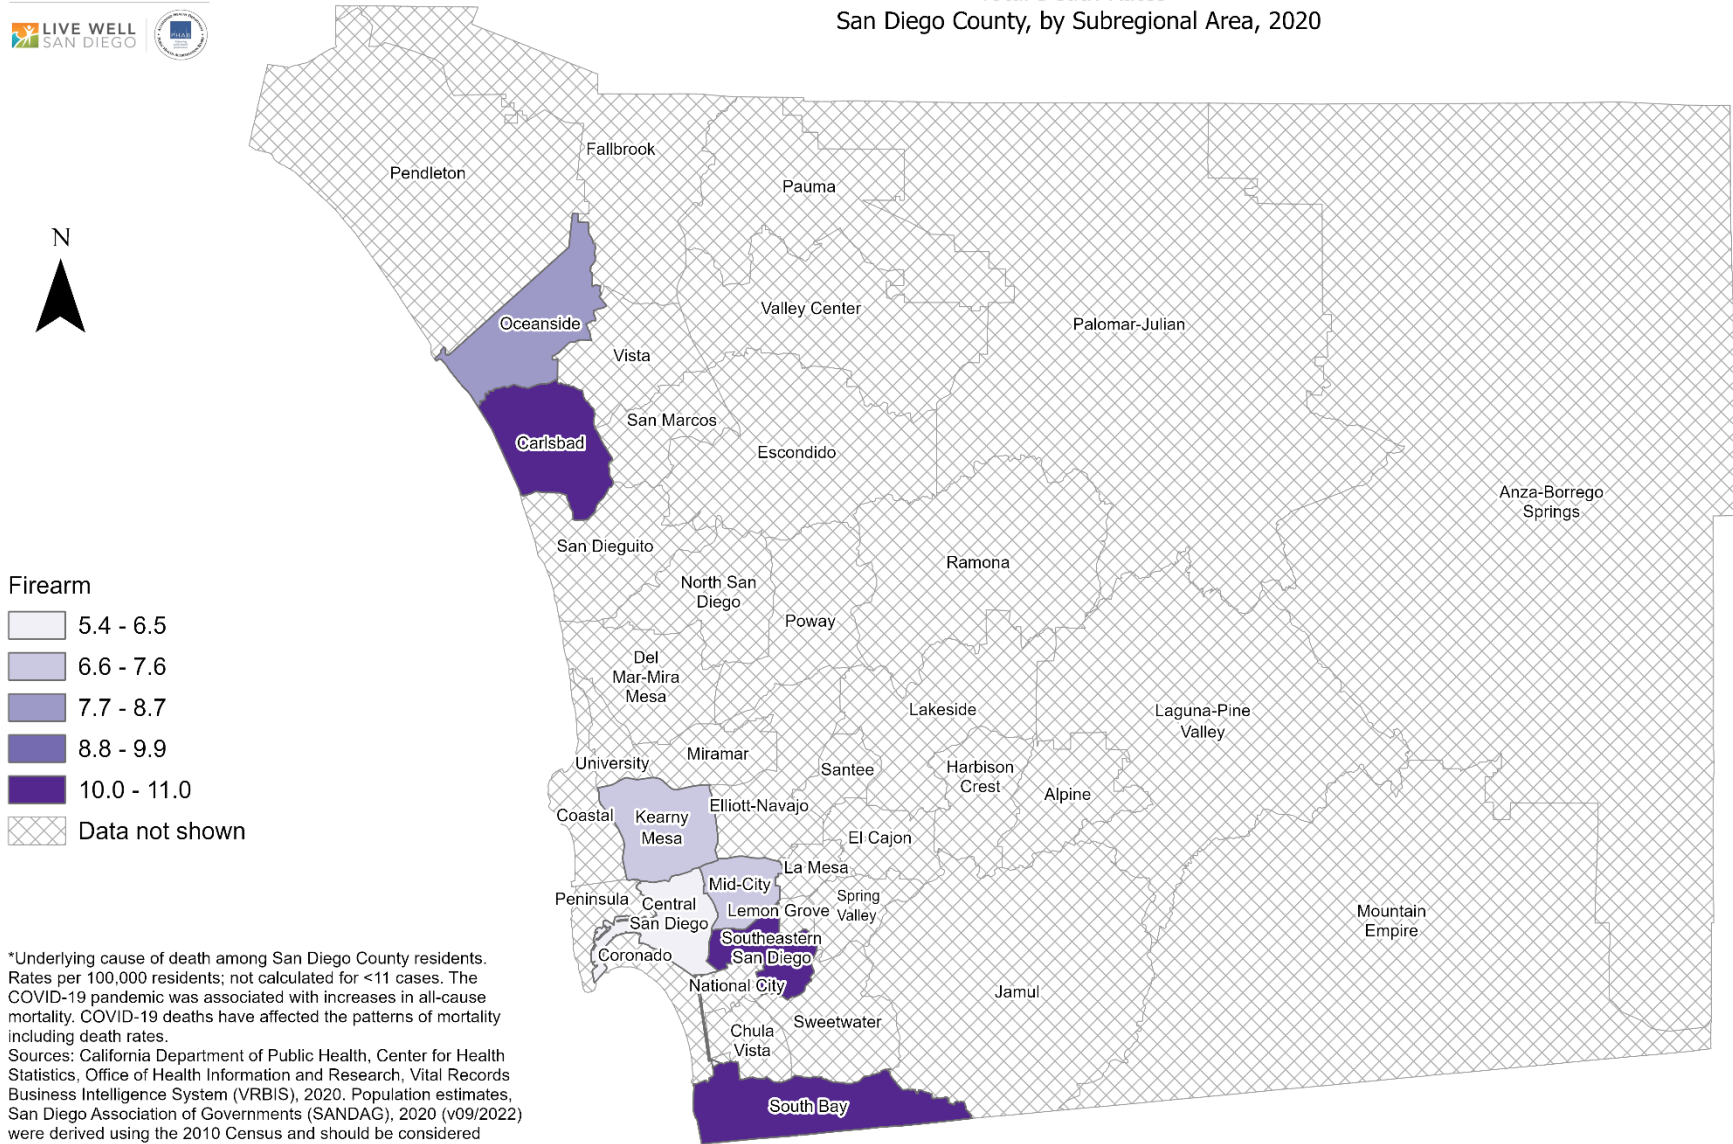 San Diego County, by Subregional Area, 2020
LIVE WELL
SAN DIEGO
PHAB
N
Pendleton
Fallbrook
Pauma
Oceanside
Valley Center
Palomar-Julian
Vista
San Marcos
Carlsbad
Escondido
Anza-Borrego
Springs
San Dieguito
North San
Diego
Ramona
Poway
Del
Mar-Mira
Mesa
Lakeside
Laguna-Pine
Valley
Miramar
University
Santee
Harbison
Crest
Alpine
Coastal
Kearny
Mesa
Elliott-Navajo
El Cajon
La Mesa
Mid-City
Peninsula
Central
San Diego
Lemon Grove
Spring
Valley
Mountain
Empire
Southeastern
San Diego
Coronado
National City
Jamul
Sweetwater
Chula
Vista
South Bay
Firearm
5.4 - 6.5
6.6 - 7.6
7.7 - 8.7
8.8 - 9.9
10.0 - 11.0
Data not shown
*Underlying cause of death among San Diego County residents.
Rates per 100,000 residents; not calculated for <11 cases. The
COVID-19 pandemic was associated with increases in all-cause
mortality. COVID-19 deaths have affected the patterns of mortality
including death rates.
Sources: California Department of Public Health, Center for Health
Statistics, Office of Health Information and Research, Vital Records
Business Intelligence System (VRBIS), 2020. Population estimates,
San Diego Association of Governments (SANDAG), 2020 (v09/2022)
were derived using the 2010 Census and should be considered